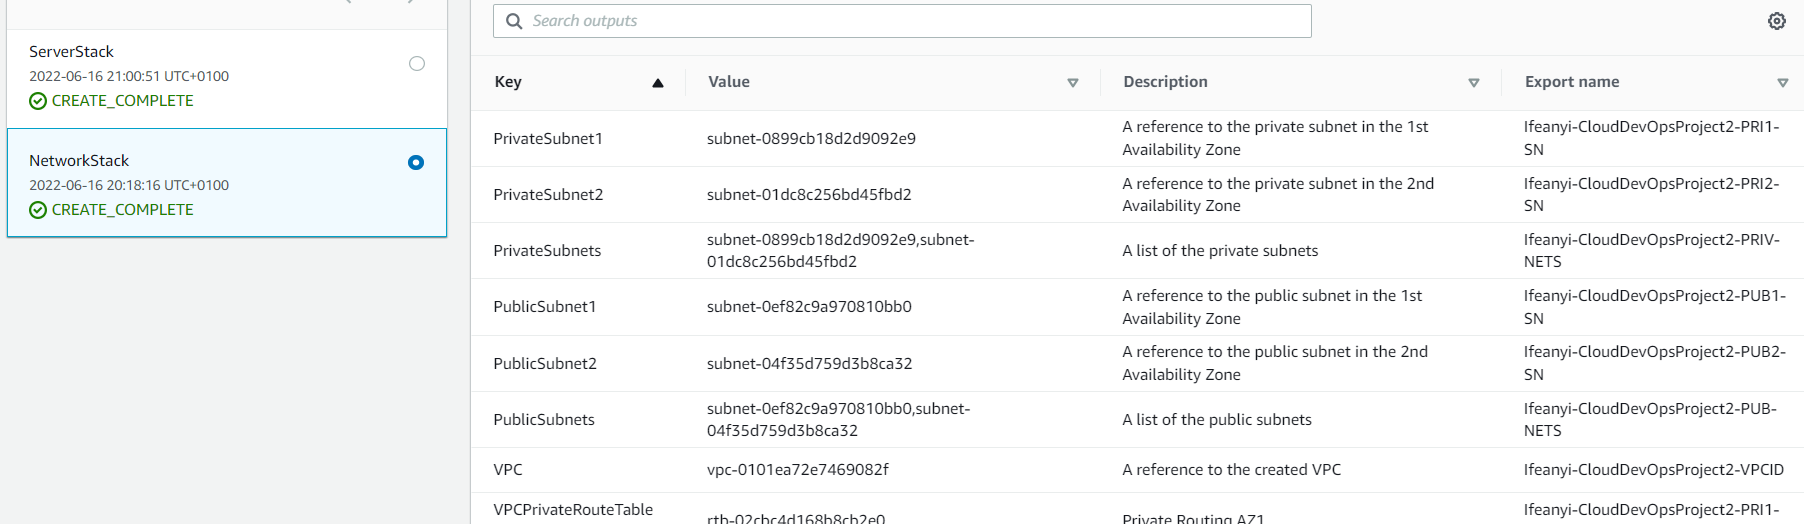 ServerStack
2022-06-16 21:00:51 UTC+0100
CREATE_COMPLETE
NetworkStack
2022-06-16 20:18:16 UTC+0100
CREATE_COMPLETE
Search outputs
Key Value Description Export name
PrivateSubnet1 subnet-0899cb18d2d9092e9 A reference to the private subnet in the 1st Ifeanyi-CloudDevOpsProject2-PRI1-
Availability Zone SN
PrivateSubnet2 subnet-01dc8c256bd45fbd2 A reference to the private subnet in the 2nd Ifeanyi-CloudDevOpsProject2-PRI2-
Availability Zone SN
PrivateSubnets subnet-0899cb18d2d9092e9,subnet- A list of the private subnets Ifeanyi-CloudDevOpsProject2-PRIV-
01dc8c256bd45fbd2 NETS
PublicSubnet1 subnet-0ef82c9a970810bb0 A reference to the public subnet in the 1st Ifeanyi-CloudDevOpsProject2-PUB1-
Availability Zone SN
PublicSubnet2 subnet-04f35d759d3b8ca32 A reference to the public subnet in the 2nd Ifeanyi-CloudDevOpsProject2-PUB2-
Availability Zone SN
PublicSubnets subnet-0ef82c9a970810bb0,subnet- A list of the public subnets Ifeanyi-CloudDevOpsProject2-PUB-
04f35d759d3b8ca32 NETS
VPC vpc-0101ea72e7469082f A reference to the created VPC Ifeanyi-CloudDevOpsProject2-VPCID
VPCPrivateRouteTable Ifeanyi-CloudDevOpsProject2-PRI1-
rtb-02cbc4d168b8cb2e0 Private Routing AZ1